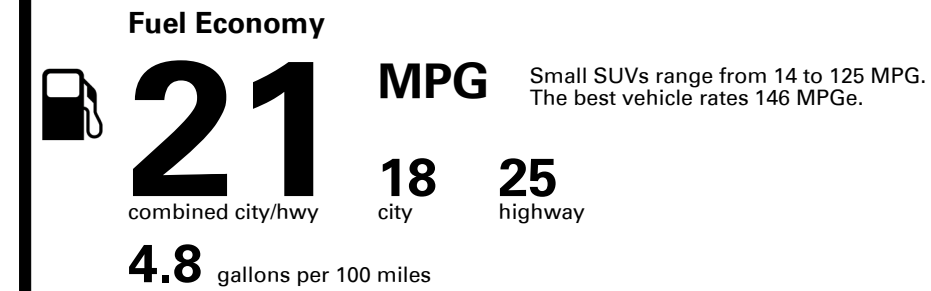 Fuel Economy
21 MPG
Small SUVs range from 14 to 125 MPG.
The best vehicle rates 146 MPGe.
combined city/hwy
18
city
25
highway
4.8 gallons per 100 miles